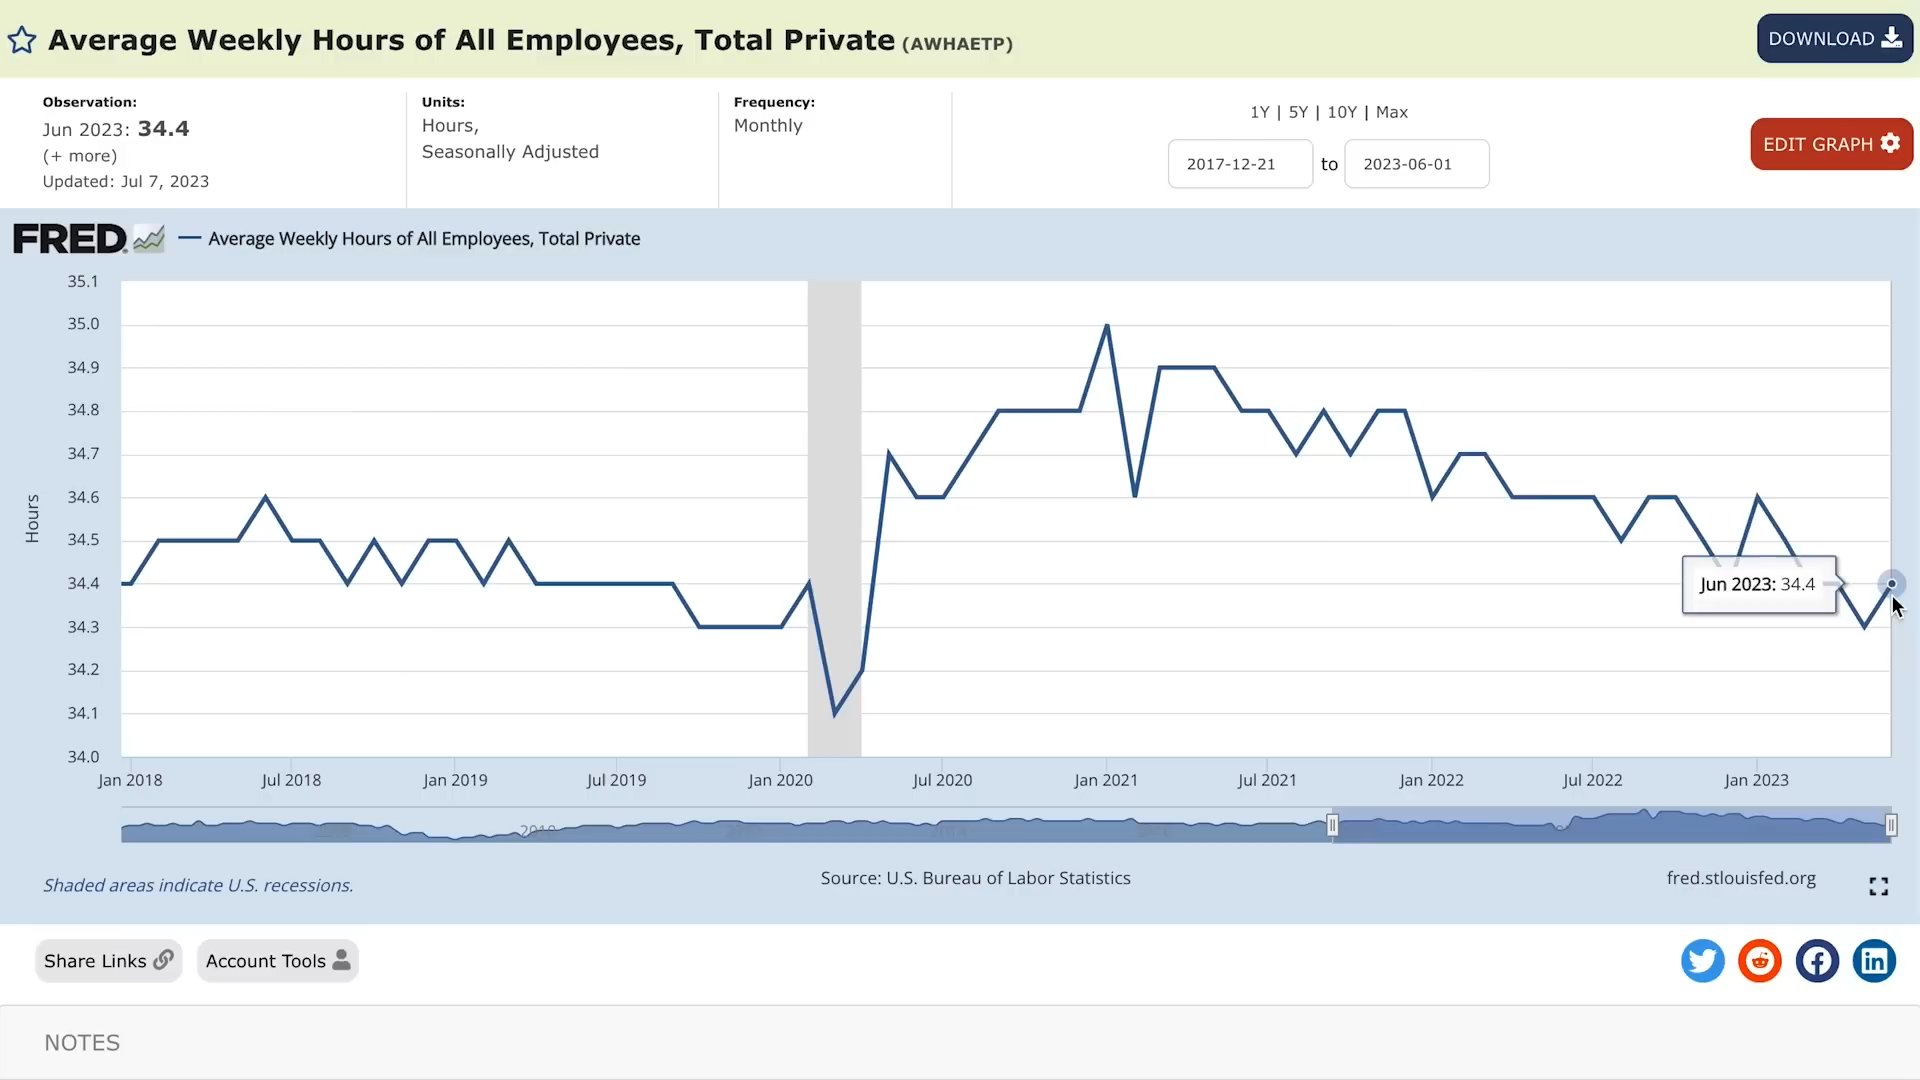 Average Weekly Hours of All Employees, Total Private (AWHAETP)
DOWNLOAD
Observation:
Jun 2023: 34.4
(+ more)
Updated: Jul 7, 2023
Units:
Hours,
Seasonally Adjusted
Frequency:
Monthly
1Y | 5Y | 10Y | Max
2017-12-21 to 2023-06-01
EDIT GRAPH
FRED
Average Weekly Hours of All Employees, Total Private
Hours
35.1
35.0
34.9
34.8
34.7
34.6
34.5
34.4
34.3
34.2
34.1
34.0
Jun 2023: 34.4
Jan 2018 Jul 2018 Jan 2019 Jul 2019 Jan 2020 Jul 2020 Jan 2021 Jul 2021 Jan 2022 Jul 2022 Jan 2023
Shaded areas indicate U.S. recessions.
Source: U.S. Bureau of Labor Statistics
fred.stlouisfed.org
Share Links
Account Tools
in
NOTES